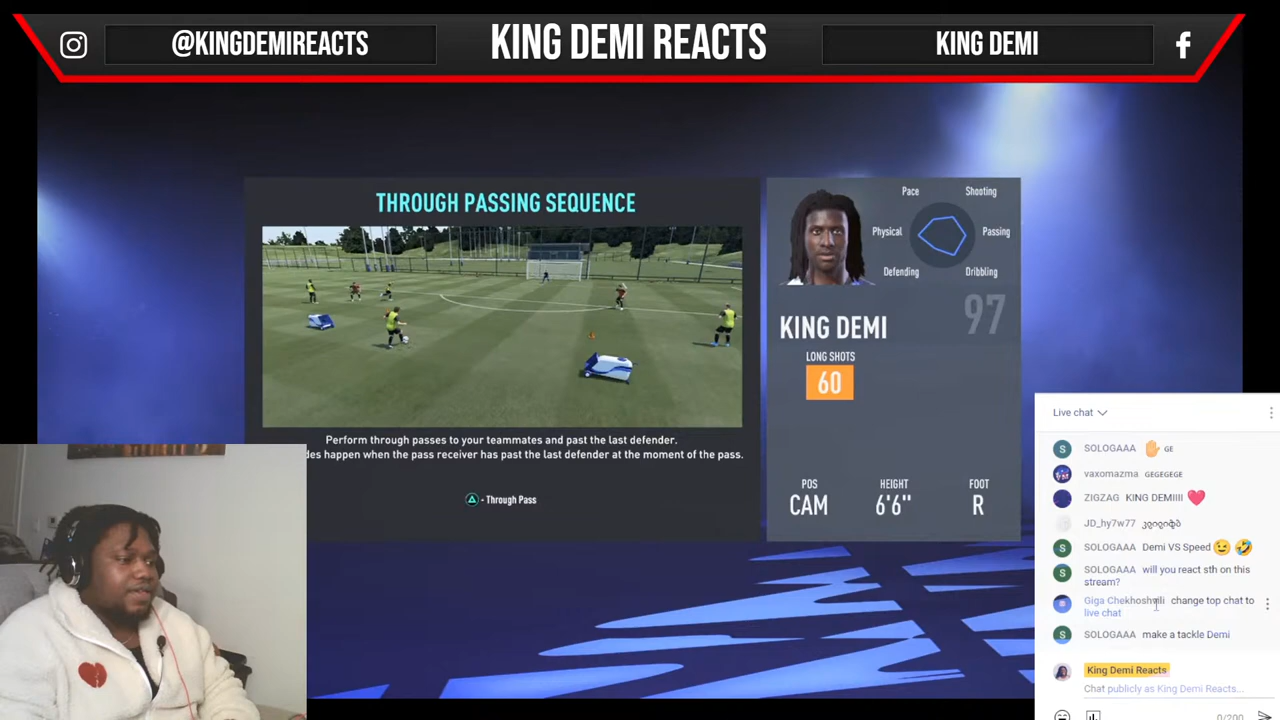 @KINGDEMIREACTS
KING DEMI REACTS
KING DEMI
THROUGH PASSING SEQUENCE
Perform through passes to your teammates and past the last defender.
des happen when the pass receiver has past the last defender at the moment of the pass.
- Through Pass
Pace
Shooting
Physical
Passing
Defending
Dribbling
97
KING DEMI
LONG SHOTS
60
POS
HEIGHT
FOOT
CAM
6'6"
R
Live chat
S SOLOGAAA GE
vaxomazma GEGEGEGE
ZIGZAG KING DEMIIII
JD_hy7w77
S SOLOGAAA Demi VS Speed
S SOLOGAAA will you react sth on this
stream?
Giga Chekhoshvili change top chat to
live chat
S SOLOGAAA make a tackle Demi
King Demi Reacts
Chat publicly as King Demi Reacts...
0/200